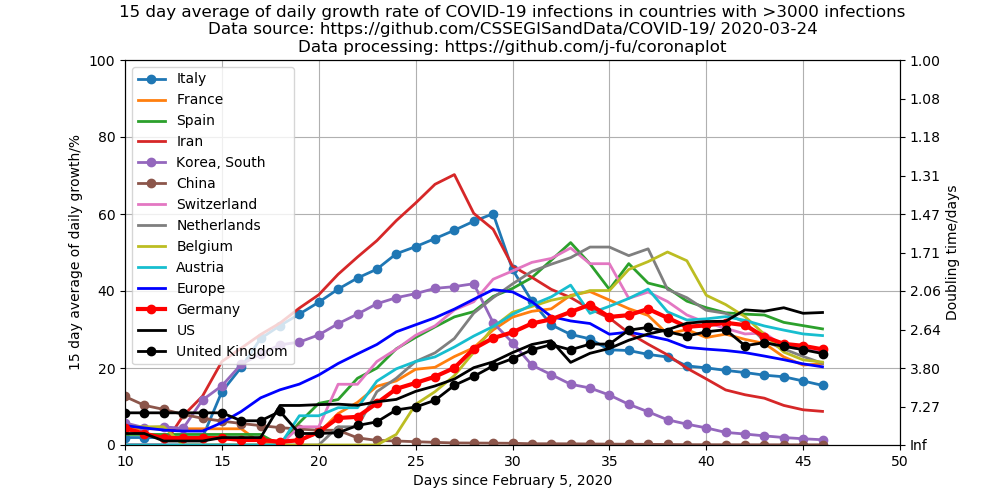 15 day average of daily growth rate of COVID-19 infections in countries with >3000 infections
Data source: https://github.com/CSSEGISandData/COVID-19/ 2020-03-24
Data processing: https://github.com/j-fu/coronaplot
15 day average of daily growth/%
100
80
60
40
20
0
Italy
France
Spain
Iran
Korea, South
China
Switzerland
Netherlands
Belgium
Austria
Europe
Germany
US
United Kingdom
1.00
1.08
1.18
1.31
1.47
1.71
2.06
2.64
3.80
7.27
Inf
Doubling time/days
10
15
20
25
30
35
40
45
50
Days since February 5, 2020